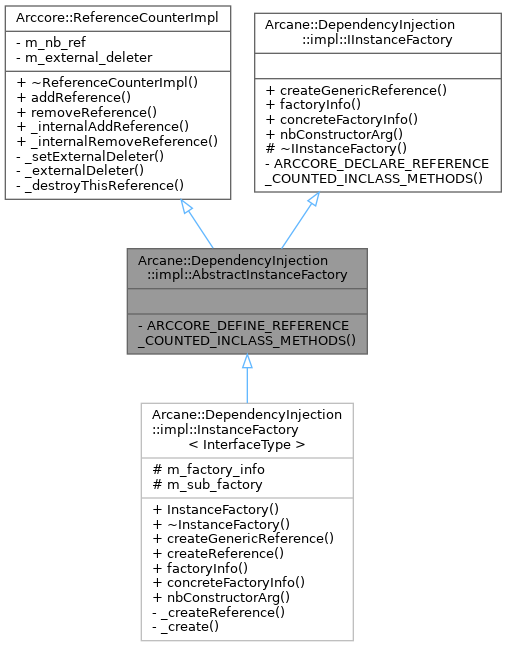 Arccore::ReferenceCounterImpl
- m_nb_ref
- m_external_deleter
+ ~ReferenceCounterImpl()
+ addReference()
+ removeReference()
+ _internalAddReference()
+ _internalRemoveReference()
- _setExternalDeleter()
- _externalDeleter()
- _destroyThisReference()
Arcane::DependencyInjection
::impl::IInstanceFactory
+ createGenericReference()
+ factoryInfo()
+ concreteFactoryInfo()
+ nbConstructorArg()
# ~IInstanceFactory()
- ARCCORE_DECLARE_REFERENCE
_COUNTED_INCLASS_METHODS()
Arcane::DependencyInjection
::impl::AbstractInstanceFactory
- ARCCORE_DEFINE_REFERENCE
_COUNTED_INCLASS_METHODS()
Arcane::DependencyInjection
::impl::InstanceFactory
< InterfaceType >
# m_factory_info
# m_sub_factory
+ InstanceFactory()
+ ~InstanceFactory()
+ createGenericReference()
+ createReference()
+ factoryInfo()
+ concreteFactoryInfo()
+ nbConstructorArg()
- _createReference()
- _create()